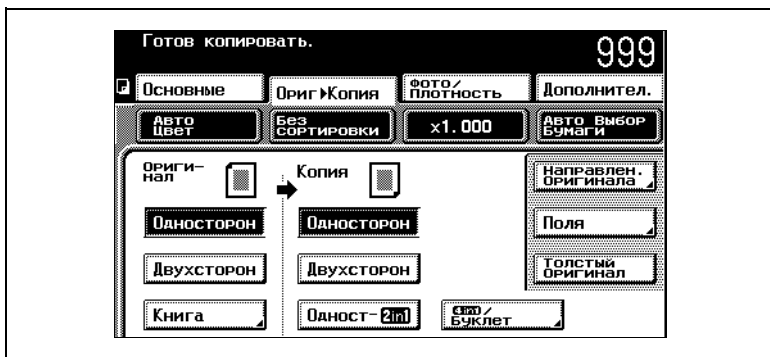 Готов копировать.
999
Основные
Ориг►Копия
ФОТО/
ПЛОТНОСТЬ
Дополнител.
АВТО
ЦВЕТ
БЕЗ
СОРТИРОВКИ
x1.000
АВТО ВЫБОР
БУМАГИ
ОРИГИ-
НАЛ
Копия
НАПРАВЛЕН.
ОРИГИНАЛА
Односторон
Односторон
Поля
Двухсторон
Двухсторон
ТОЛСТЫЙ
ОРИГИНАЛ
Книга
Одност-2in1
4in1/
БУКЛЕТ